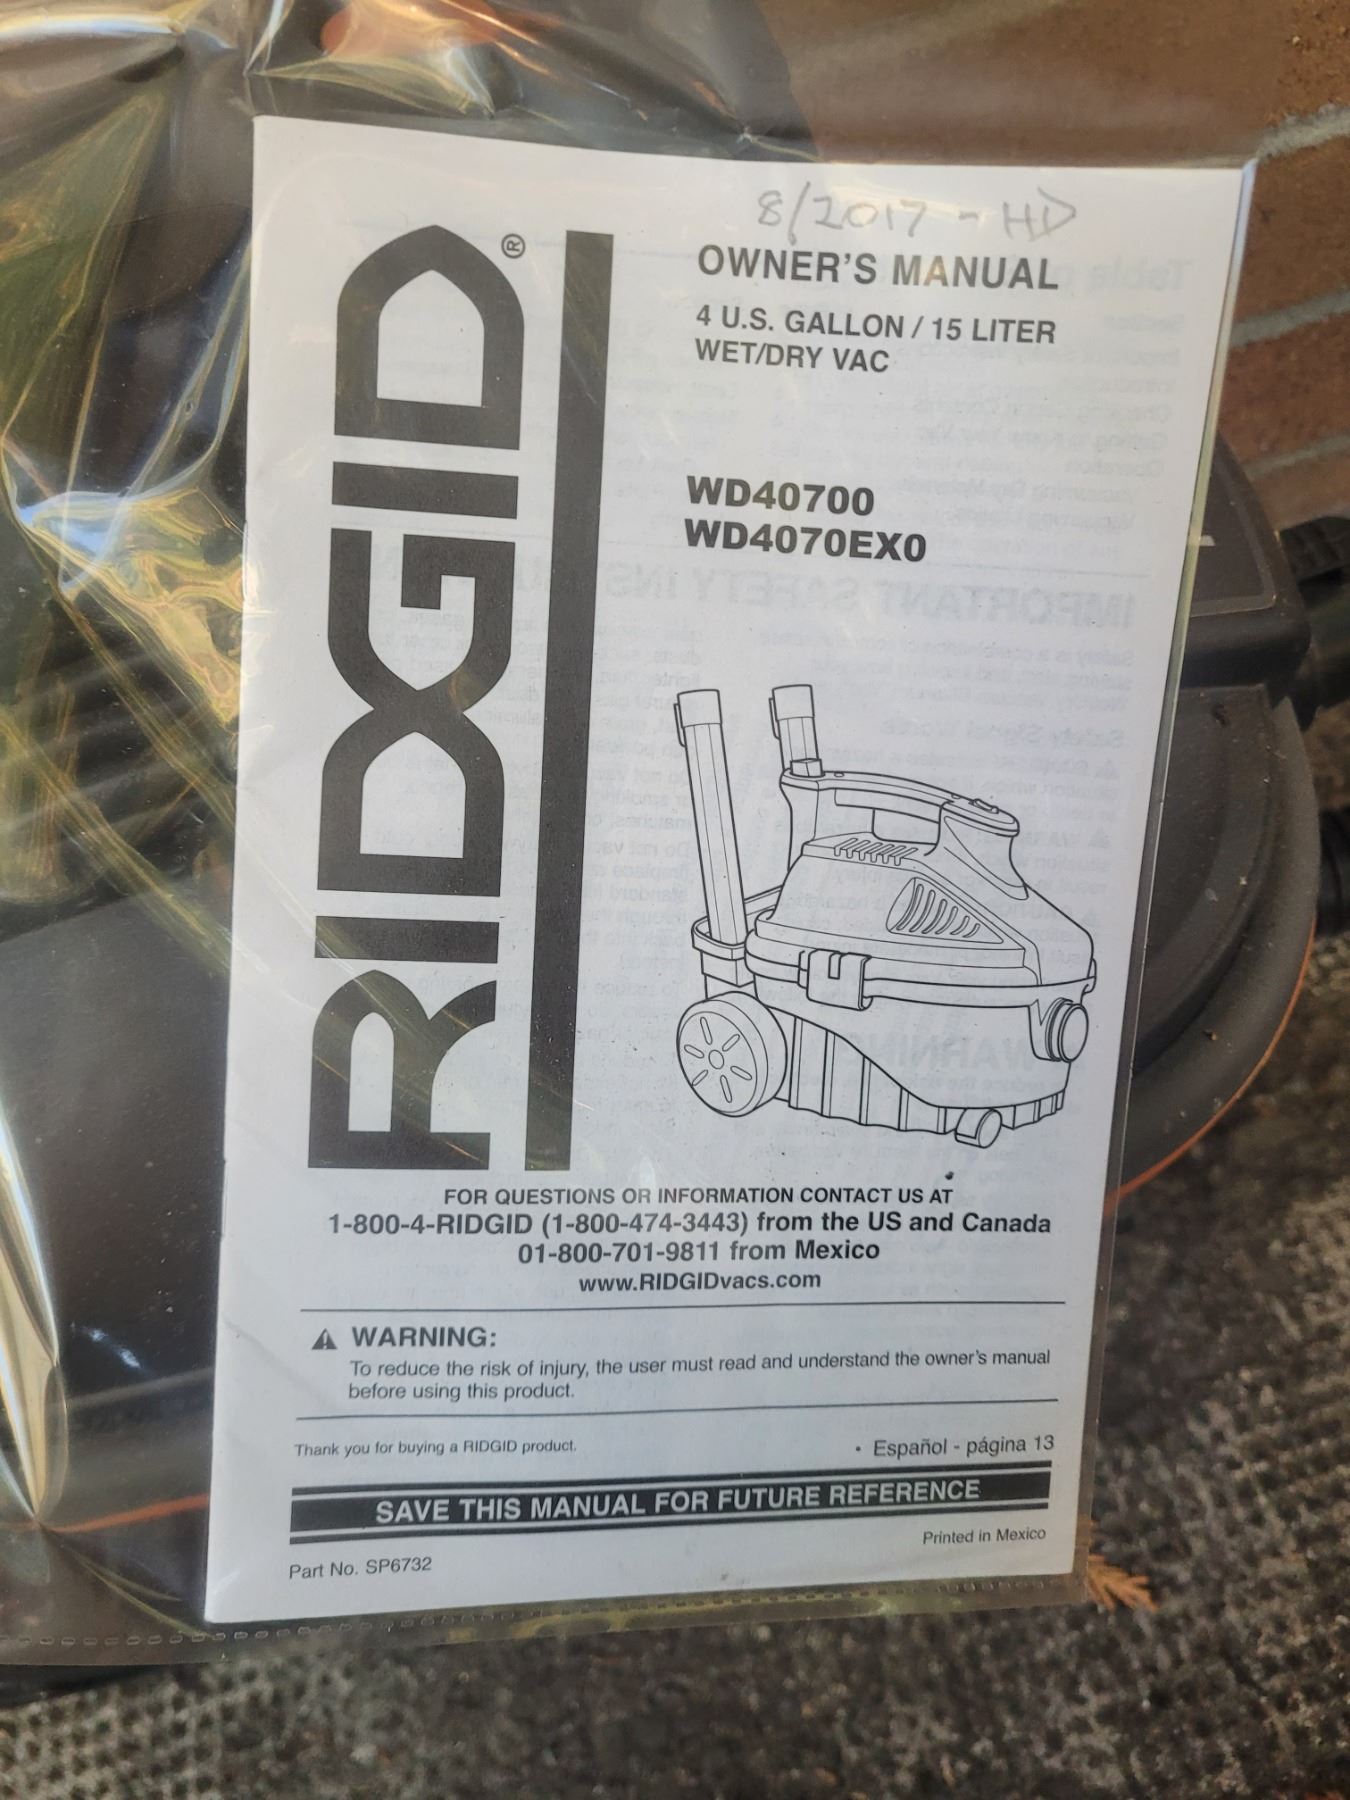 8/2017 - HD
RIDGID®
OWNER'S MANUAL
4 U.S. GALLON / 15 LITER
WET/DRY VAC
WD40700
WD4070EX0
FOR QUESTIONS OR INFORMATION CONTACT US AT
1-800-4-RIDGID (1-800-474-3443) from the US and Canada
01-800-701-9811 from Mexico
www.RIDGIDvacs.com
WARNING:
To reduce the risk of injury, the user must read and understand the owner's manual
before using this product.
Thank you for buying a RIDGID product.
• Español - página 13
SAVE THIS MANUAL FOR FUTURE REFERENCE
Printed in Mexico
Part No. SP6732